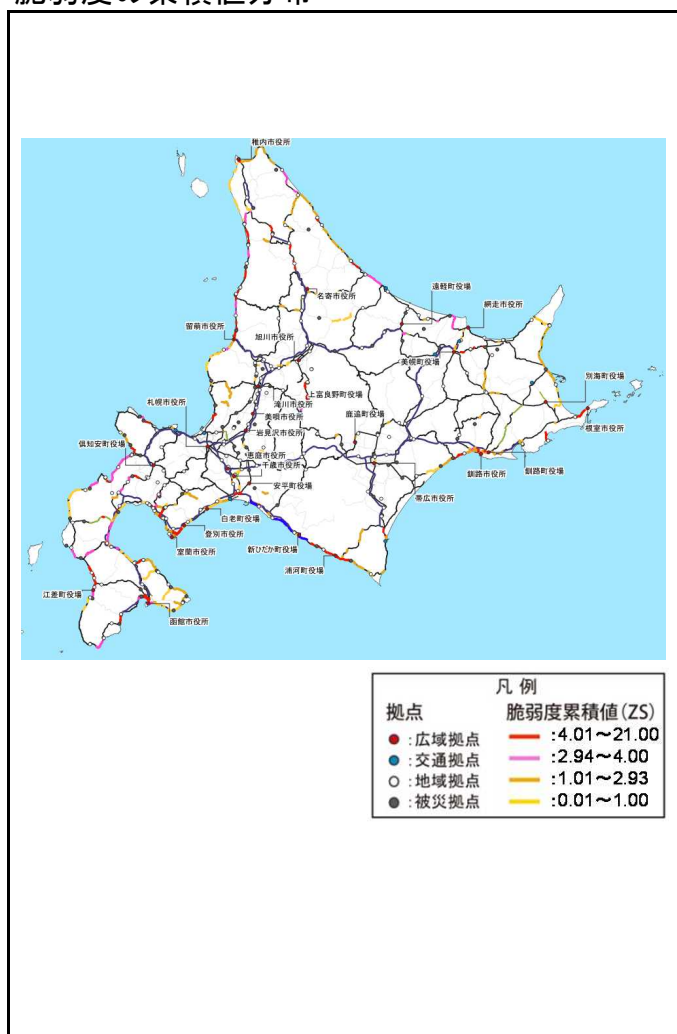 脆弱度の累積値分布
稚内市役所
名寄市役所
遠軽町役場
網走市役所
留萌市役所
旭川市役所
美幌町役場
別海町役場
上富良野町役場
滝川市役所
札幌市役所
美唄市役所
鹿追町役場
岩見沢市役所
根室市役所
倶知安町役場
恵庭市役所
千歳市役所
釧路市役所
釧路町役場
安平町役場
帯広市役所
白老町役場
登別市役所
室蘭市役所
新ひだか町役場
浦河町役場
江差町役場
函館市役所
凡 例
拠点
脆弱度累積値(ZS)
:広域拠点
:4.01～21.00
:交通拠点
:2.94～4.00
:地域拠点
:1.01～2.93
:被災拠点
:0.01～1.00